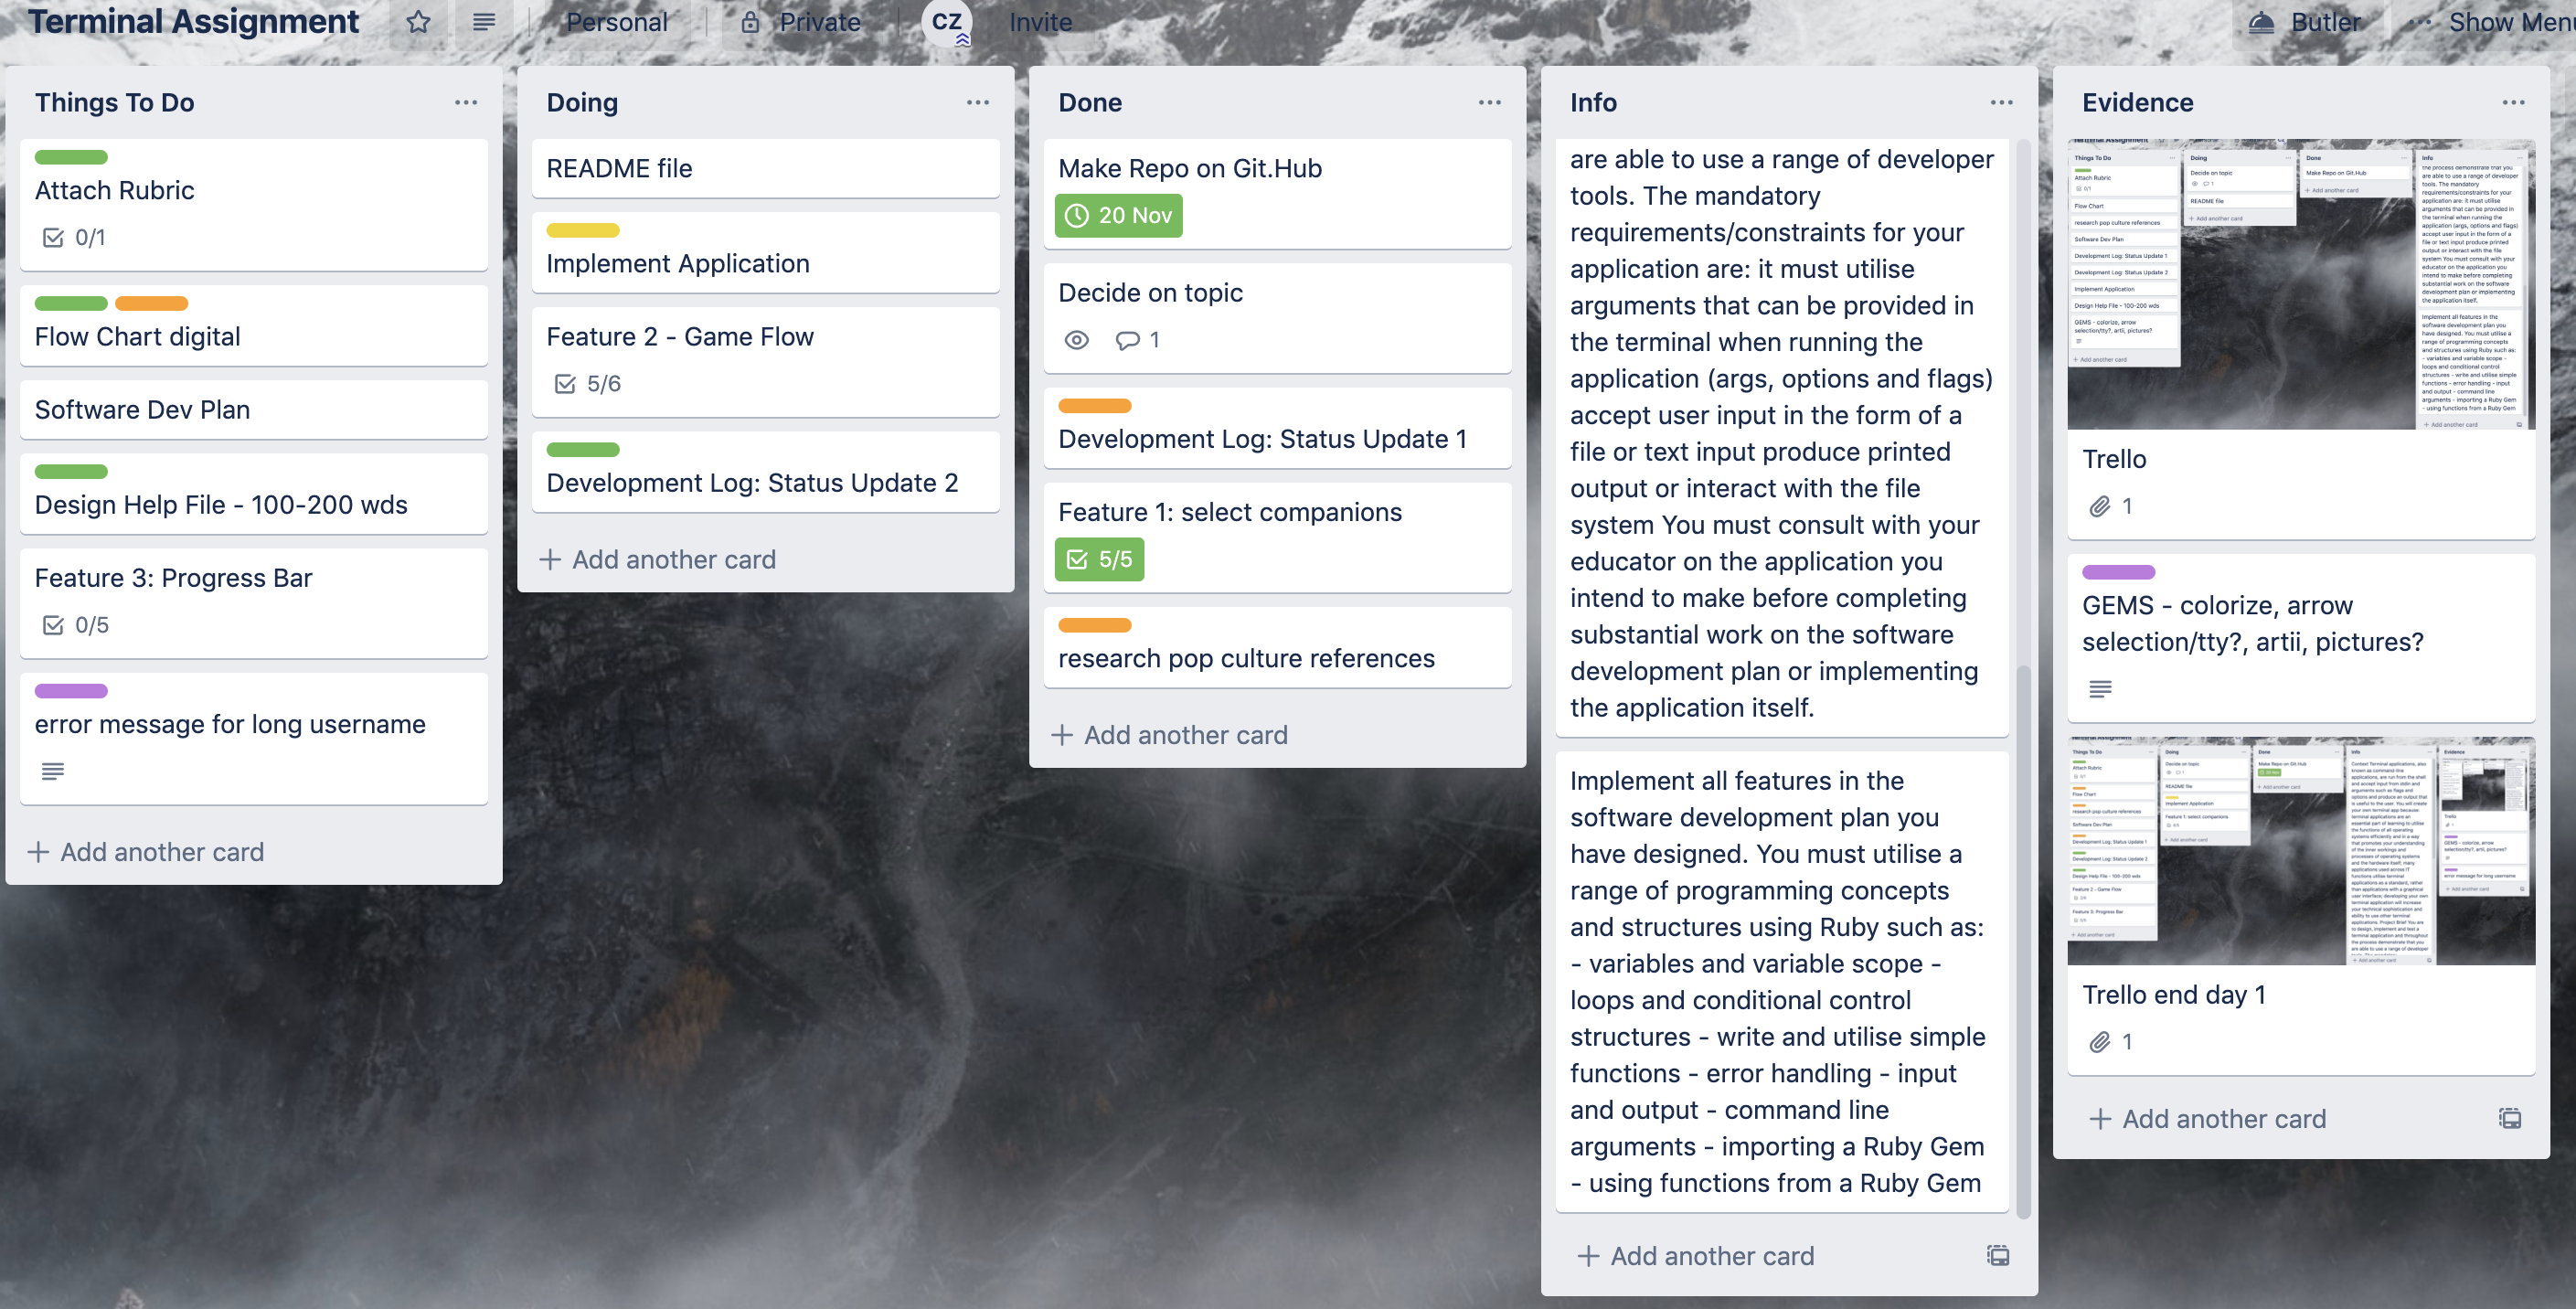 Terminal Assignment
Personal
Private
CZ
Invite
Butler
Show Menu
Things To Do
Attach Rubric
0/1
Flow Chart digital
Software Dev Plan
Design Help File - 100-200 wds
Feature 3: Progress Bar
0/5
error message for long username
+ Add another card
Doing
README file
Implement Application
Feature 2 - Game Flow
5/6
Development Log: Status Update 2
+ Add another card
Done
Make Repo on Git.Hub
20 Nov
Decide on topic
1
Development Log: Status Update 1
Feature 1: select companions
5/5
research pop culture references
+ Add another card
Info
are able to use a range of developer
tools. The mandatory
requirements/constraints for your
application are: it must utilise
arguments that can be provided in
the terminal when running the
application (args, options and flags)
accept user input in the form of a
file or text input produce printed
output or interact with the file
system You must consult with your
educator on the application you
intend to make before completing
substantial work on the software
development plan or implementing
the application itself.
Implement all features in the
software development plan you
have designed. You must utilise a
range of programming concepts
and structures using Ruby such as:
- variables and variable scope -
loops and conditional control
structures - write and utilise simple
functions - error handling - input
and output - command line
arguments - importing a Ruby Gem
- using functions from a Ruby Gem
+ Add another card
Evidence
Trello
1
GEMS - colorize, arrow
selection/tty?, artii, pictures?
Trello end day 1
1
+ Add another card